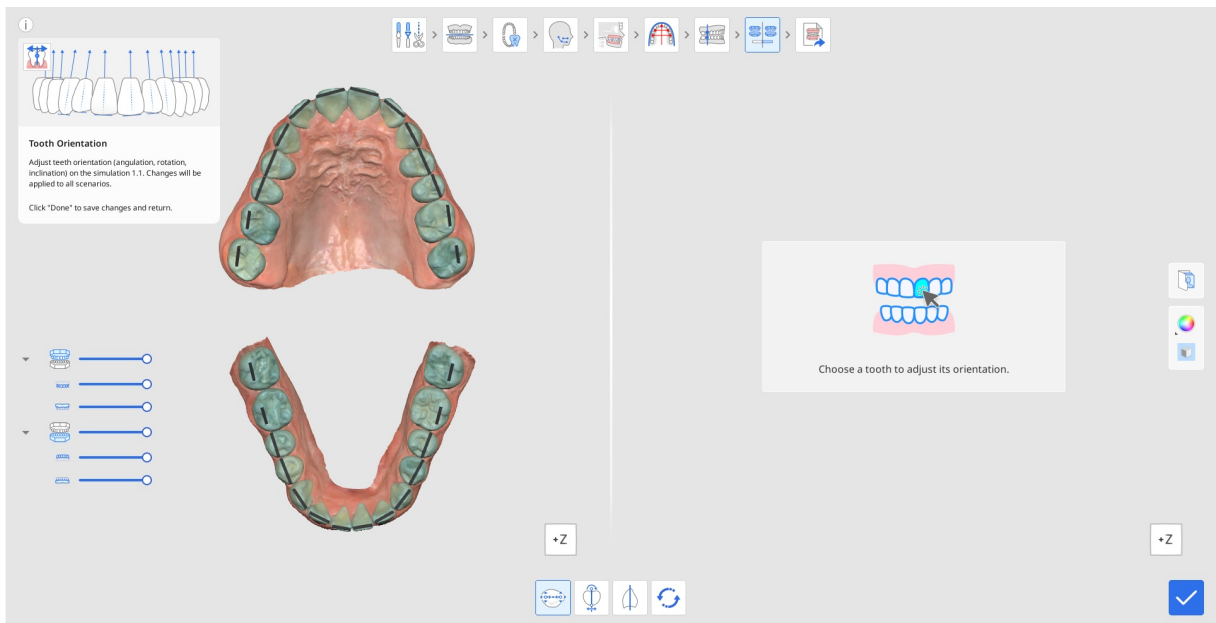 i
Tooth Orientation
Adjust teeth orientation (angulation, rotation,
inclination) on the simulation 1.1. Changes will be
applied to all scenarios.
Click "Done" to save changes and return.
Choose a tooth to adjust its orientation.
+Z
+Z